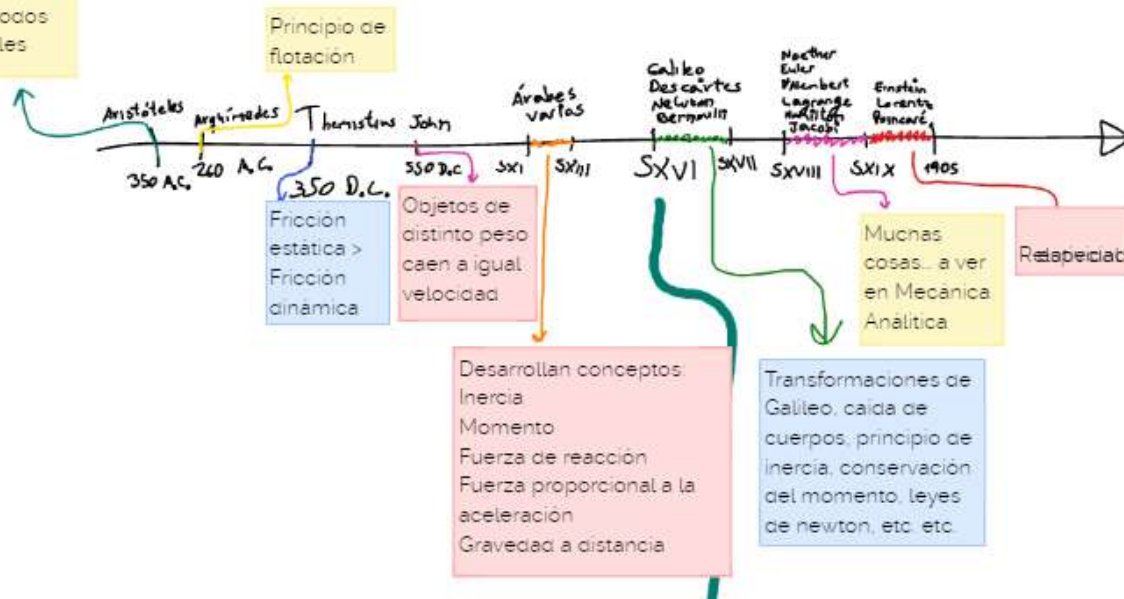 odos
les
Principio de
flotación
Aristóteles
Arghimedes
Themistius
John
Árabes
varios
Galileo
Descartes
Newton
Bernoulli
Noether
Euler
D'Alembert
Lagrange
Hamilton
Jacobi
Einstein
Lorentz
Poincaré
350 A.C.
260 A.C.
350 D.C.
550 D.C
SXI
SXIII
SXVI
SXVII
SXVIII
SXIX
1905
Fricción
estática >
Fricción
dinámica
Objetos de
distinto peso
caen a igual
velocidad
Desarrollan conceptos:
Inercia
Momento
Fuerza de reacción
Fuerza proporcional a la
aceleración
Gravedad a distancia
Transformaciones de
Galileo, caída de
cuerpos, principio de
inercia, conservación
del momento, leyes
de newton, etc. etc.
Muchas
cosas... a ver
en Mecánica
Análitica